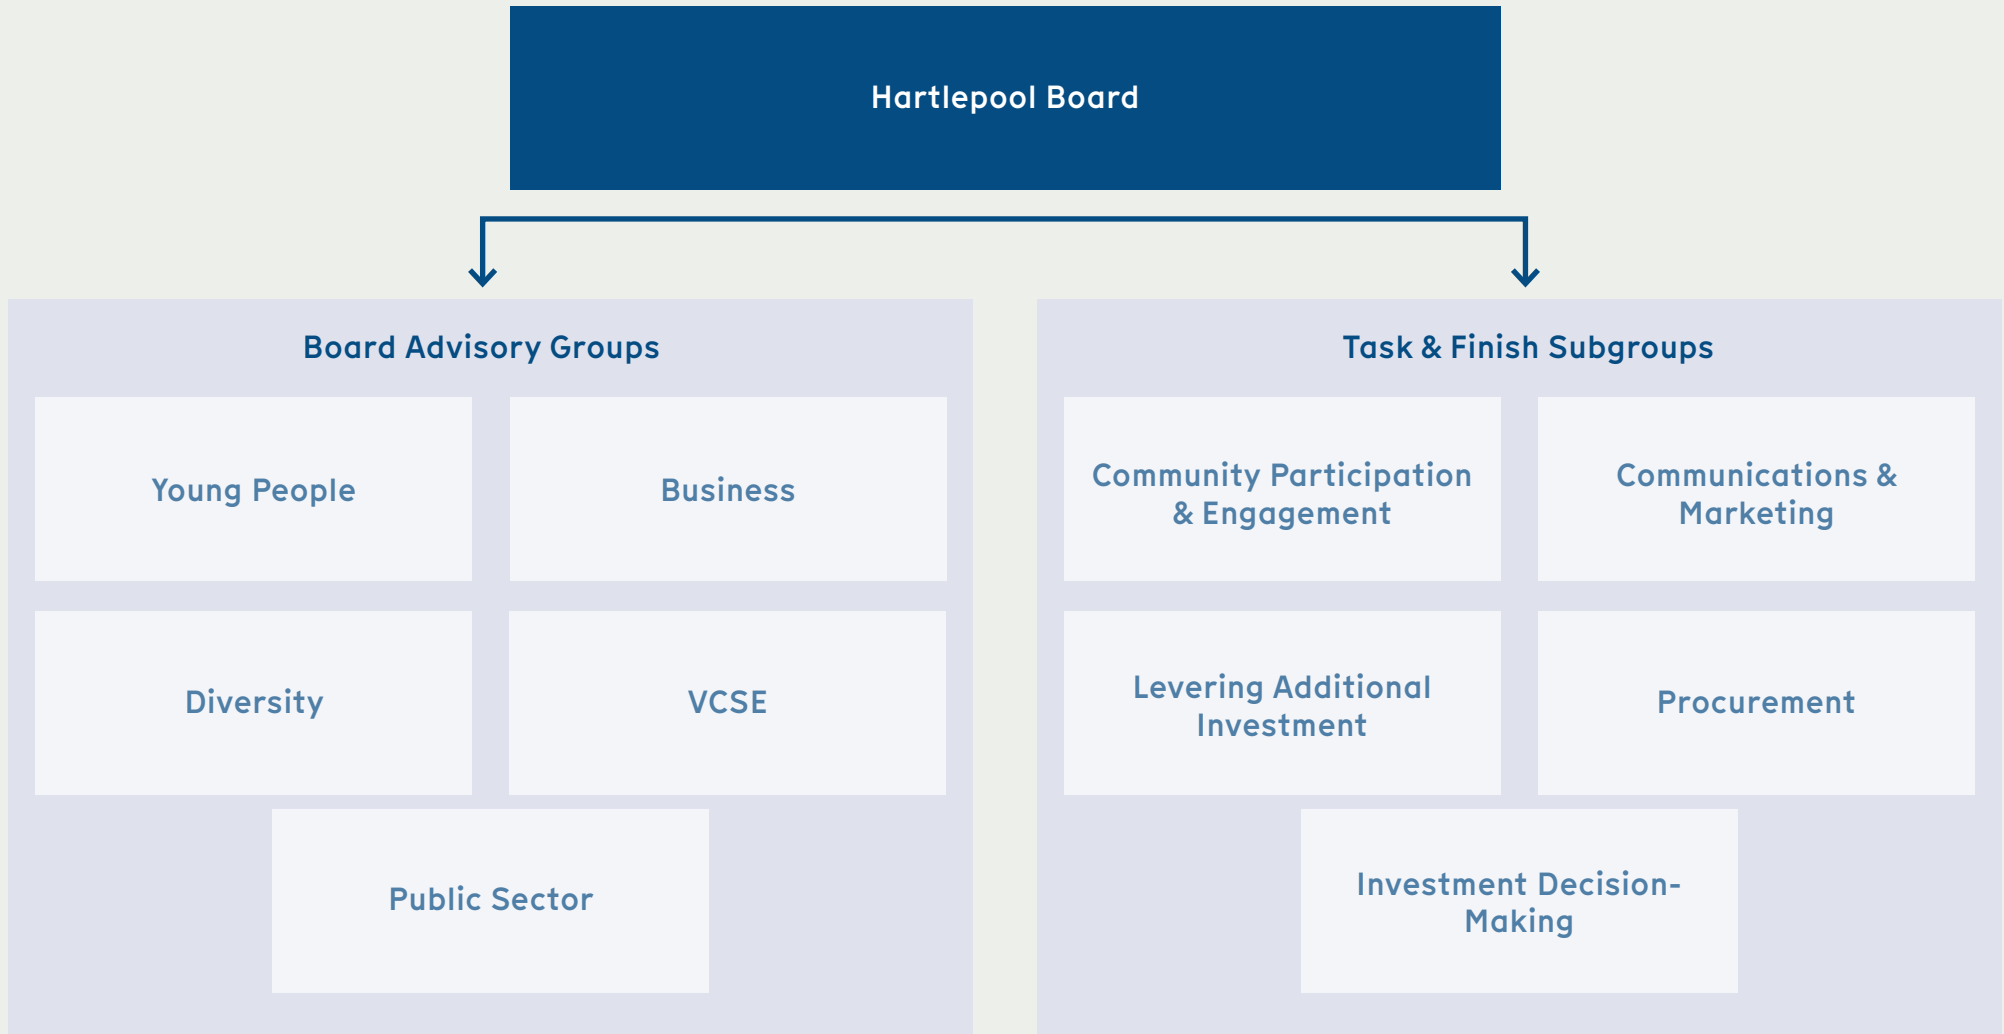 Hartlepool Board
Board Advisory Groups
Young People
Business
Diversity
VCSE
Public Sector
Task & Finish Subgroups
Community Participation
& Engagement
Communications &
Marketing
Levering Additional
Investment
Procurement
Investment Decision-
Making